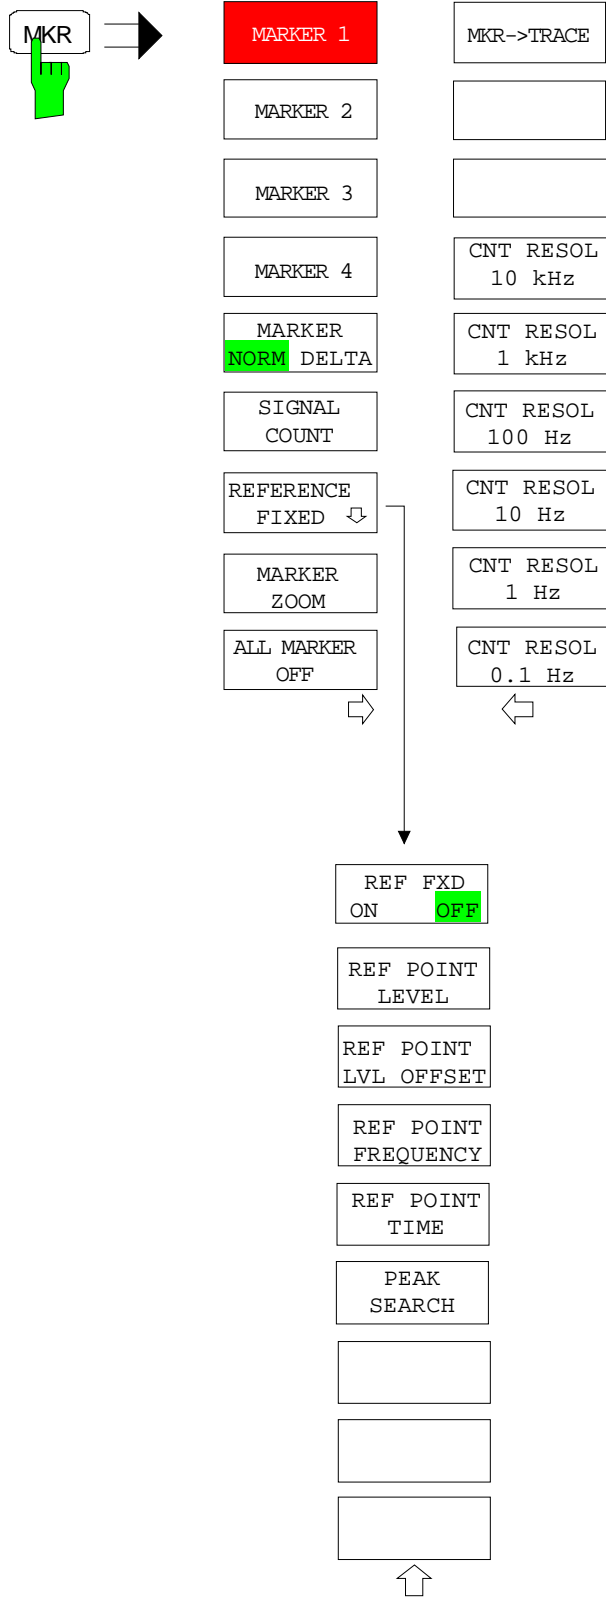 MKR
MARKER 1
MARKER 2
MARKER 3
MARKER 4
MARKER
NORM DELTA
SIGNAL
COUNT
REFERENCE
FIXED
MARKER
ZOOM
ALL MARKER
OFF
MKR->TRACE
CNT RESOL
10 kHz
CNT RESOL
1 kHz
CNT RESOL
100 Hz
CNT RESOL
10 Hz
CNT RESOL
1 Hz
CNT RESOL
0.1 Hz
REF FXD
ON OFF
REF POINT
LEVEL
REF POINT
LVL OFFSET
REF POINT
FREQUENCY
REF POINT
TIME
PEAK
SEARCH